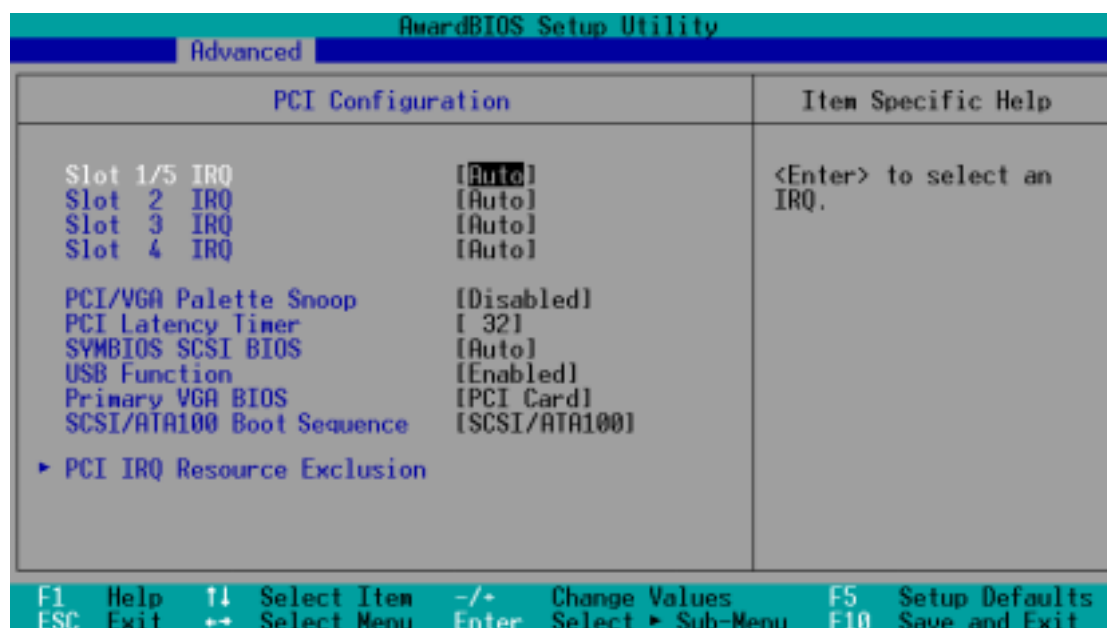 AwardBIOS Setup Utility
Advanced
PCI Configuration
Item Specific Help
Slot 1/5 IRQ [Auto]
Slot 2 IRQ [Auto]
Slot 3 IRQ [Auto]
Slot 4 IRQ [Auto]
PCI/VGA Palette Snoop [Disabled]
PCI Latency Timer [ 32]
SYMBIOS SCSI BIOS [Auto]
USB Function [Enabled]
Primary VGA BIOS [PCI Card]
SCSI/ATA100 Boot Sequence [SCSI/ATA100]
► PCI IRQ Resource Exclusion
<Enter> to select an
IRQ.
F1 Help ↑↓ Select Item -/+ Change Values F5 Setup Defaults
ESC Exit ←→ Select Menu Enter Select ► Sub-Menu F10 Save and Exit